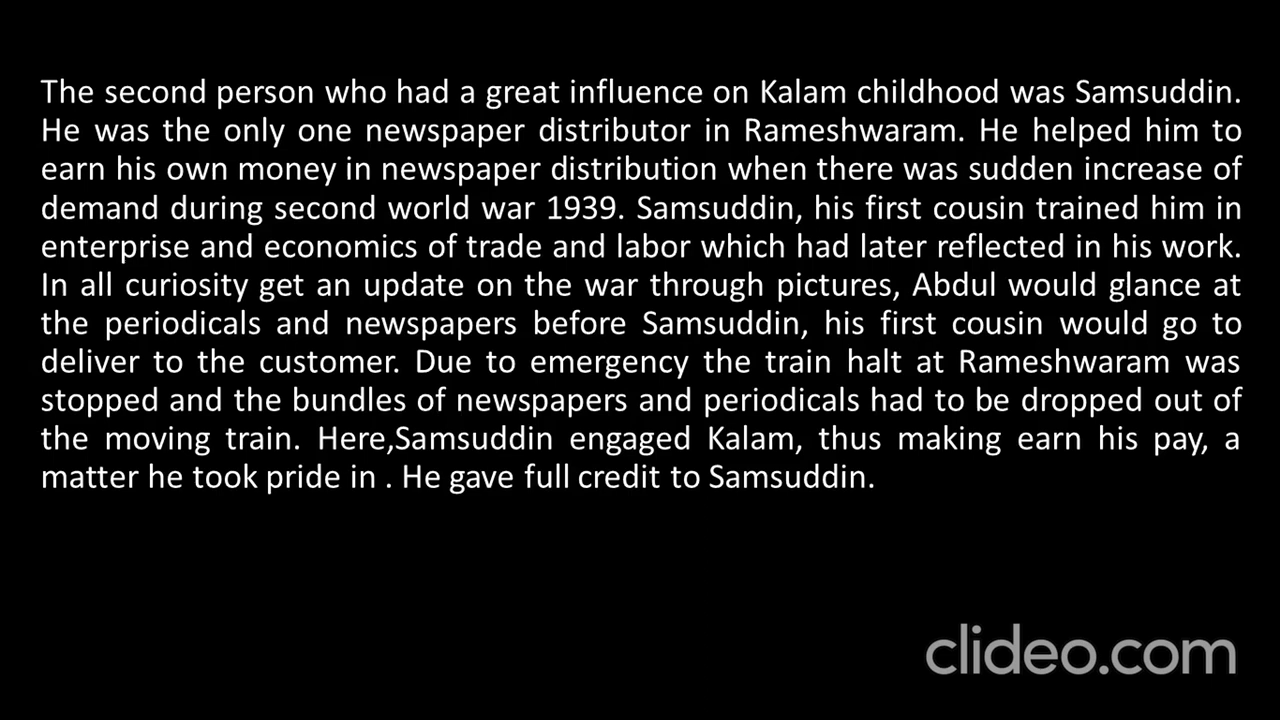 The second person who had a great influence on Kalam childhood was Samsuddin.
He was the only one newspaper distributor in Rameshwaram. He helped him to
earn his own money in newspaper distribution when there was sudden increase of
demand during second world war 1939. Samsuddin, his first cousin trained him in
enterprise and economics of trade and labor which had later reflected in his work.
In all curiosity get an update on the war through pictures, Abdul would glance at
the periodicals and newspapers before Samsuddin, his first cousin would go to
deliver to the customer. Due to emergency the train halt at Rameshwaram was
stopped and the bundles of newspapers and periodicals had to be dropped out of
the moving train. Here,Samsuddin engaged Kalam, thus making earn his pay, a
matter he took pride in . He gave full credit to Samsuddin.
clideo.com